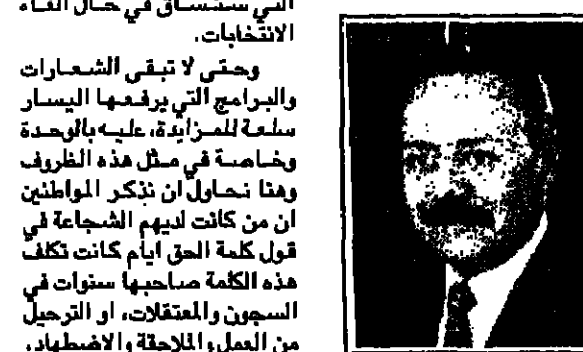 التي ستنساق في حال الغاء
الانتخابات.
وحتى لا تبقى الشعارات
والبرامج التي يرفعها اليسار
سلعة للمزايدة، عليه بالوحدة
وخاصة في مثل هذه الظروف
وهنا نحاول ان نذكر المواطنين
ان من كانت لديهم الشجاعة في
قول كلمة الحق ايام كانت تكلف
هذه الكلمة صاحبها سنوات في
السجون والمعتقلات، او الترحيل
من العمل والملاحقة والاضطهاد،